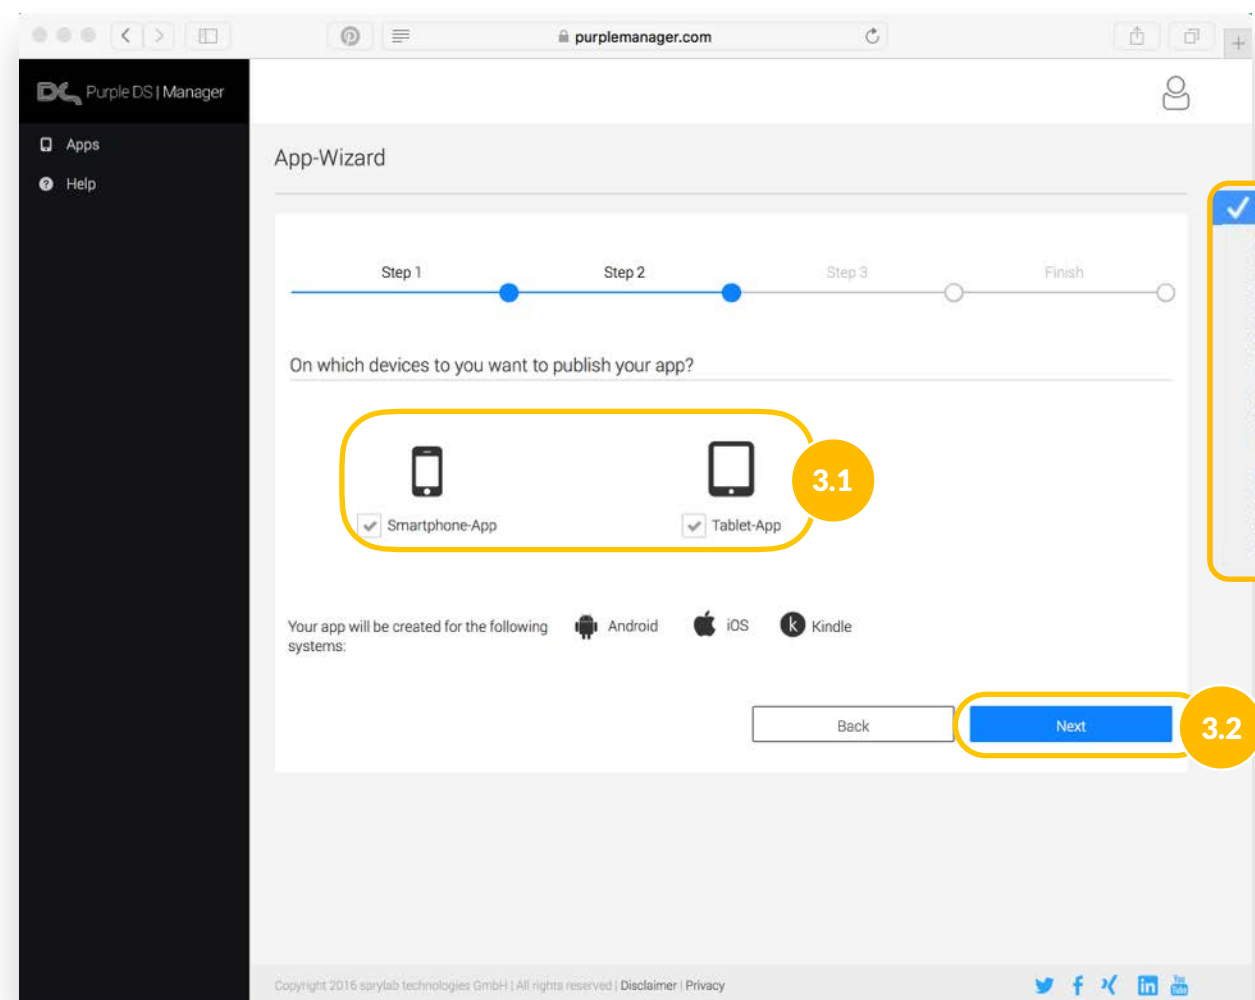 purplemanager.com
Purple DS | Manager
Apps
Help
App-Wizard
Step 1
Step 2
Step 3
Finish
On which devices to you want to publish your app?
3.1
Smartphone-App
Tablet-App
Your app will be created for the following
systems:
Android
iOS
Kindle
Back
Next
3.2
Copyright 2016 sprylab technologies GmbH | All rights reserved | Disclaimer | Privacy